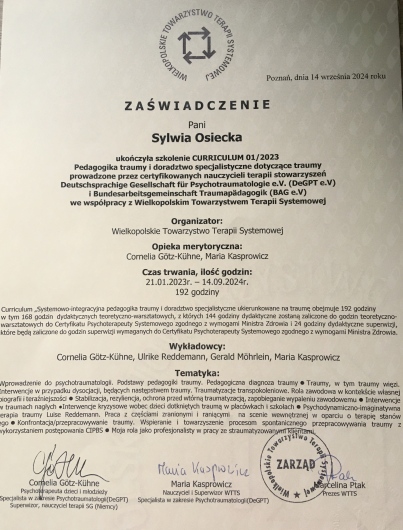 WIELKOPOLSKIE TOWARZYSTWO TERAPII SYSTEMOWEJ
Poznań, dnia 14 września 2024 roku
ZAŚWIADCZENIE
Pani
Sylwia Osiecka
ukończyła szkolenie CURRICULUM 01/2023
Pedagogika traumy i doradztwo specjalistyczne dotyczące traumy
prowadzone przez certyfikowanych nauczycieli terapii stowarzyszeń
Deutschsprachige Gesellschaft für Psychotraumatologie e.V. (DeGPT e.V)
i Bundesarbeitsgemeinschaft Traumapädagogik (BAG e.V)
we współpracy z Wielkopolskim Towarzystwem Terapii Systemowej
Organizator:
Wielkopolskie Towarzystwo Terapii Systemowej
Opieka merytoryczna:
Cornelia Götz-Kühne, Maria Kasprowicz
Czas trwania, ilość godzin:
21.01.2023r. – 14.09.2024r.
192 godziny
Curriculum „Systemowo-integracyjna pedagogika traumy i doradztwo specjalistyczne ukierunkowane na traumę obejmuje 192 godziny
w tym 168 godzin dydaktycznych teoretyczno-warsztatowych, z których 144 godziny dydaktyczne zostaną zaliczone do godzin teoretyczno-
warsztatowych do Certyfikatu Psychoterapeuty Systemowego zgodnego z wymogami Ministra Zdrowia i 24 godziny dydaktyczne superwizji,
które będą zaliczone do godzin superwizji wymaganych do Certyfikatu Psychoterapeuty Systemowego zgodnego z wymogami Ministra Zdrowia.
Wykładowcy:
Cornelia Götz-Kühne, Ulrike Reddemann, Gerald Möhrlein, Maria Kasprowicz
Tematyka:
Wprowadzenie do psychotraumatologii. Podstawy pedagogiki traumy. Pedagogiczna diagnoza traumy • Traumy, w tym traumy więzi.
Interwencje w przypadku dysocjacji, będących następstwem traumy. Traumatyzacje transpokoleniowe. Rola zawodowa w kontekście własnej
biografii i teraźniejszości • Stabilizacja, rezyliencja, ochrona przed wtórną traumatyzacją, zapobieganie wypaleniu zawodowemu • Interwencje
w traumach nagłych •Interwencje kryzysowe wobec dzieci dotkniętych traumą w placówkach i szkołach • Psychodynamiczno-imaginatywna
terapia traumy Luise Reddemann. Praca z częściami zranionymi i raniącymi na scenie wewnętrznej w oparciu o terapię stanów
ego • Konfrontacja/przepracowanie traumy. Wspieranie i towarzyszenie procesom spontanicznego przepracowania traumy z
wykorzystaniem postępowania CIPBS • Moja rola jako profesjonalisty w pracy ze straumatyzowanym klientem.
Maria Kasprowicz
Wielkopolskie Towarzystwo Terapii Systemowej
ZARZĄD
Cornelia Götz-Kühne
Psychoterapeuta dzieci i młodzieży
Specjalista w zakresie Psychotraumatologii(DeGPT)
Superwizor, nauczyciel terapii SG (Niemcy)
Maria Kasprowicz
Nauczyciel i Superwizor WTTS
Specjalista w zakresie Psychotraumatologii(DeGPT)
Ptak
Prezes WTTS